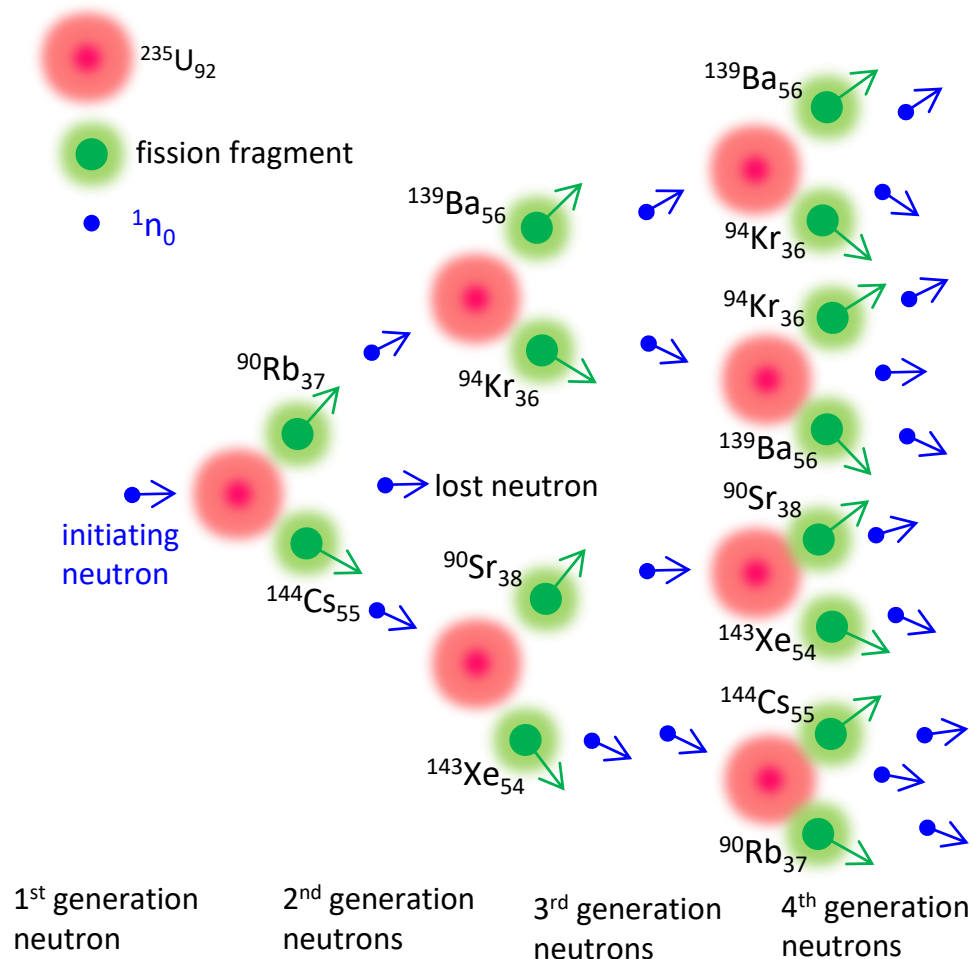 ²³⁵U₉₂
fission fragment
¹n₀
¹³⁹Ba₅₆
⁹⁴Kr₃₆
¹³⁹Ba₅₆
⁹⁴Kr₃₆
⁹⁴Kr₃₆
¹³⁹Ba₅₆
⁹⁰Rb₃₇
initiating
neutron
¹⁴⁴Cs₅₅
lost neutron
⁹⁰Sr₃₈
¹⁴³Xe₅₄
⁹⁰Sr₃₈
¹⁴³Xe₅₄
¹⁴⁴Cs₅₅
⁹⁰Rb₃₇
1ˢᵗ generation
neutron
2ⁿᵈ generation
neutrons
3ʳᵈ generation
neutrons
4ᵗʰ generation
neutrons